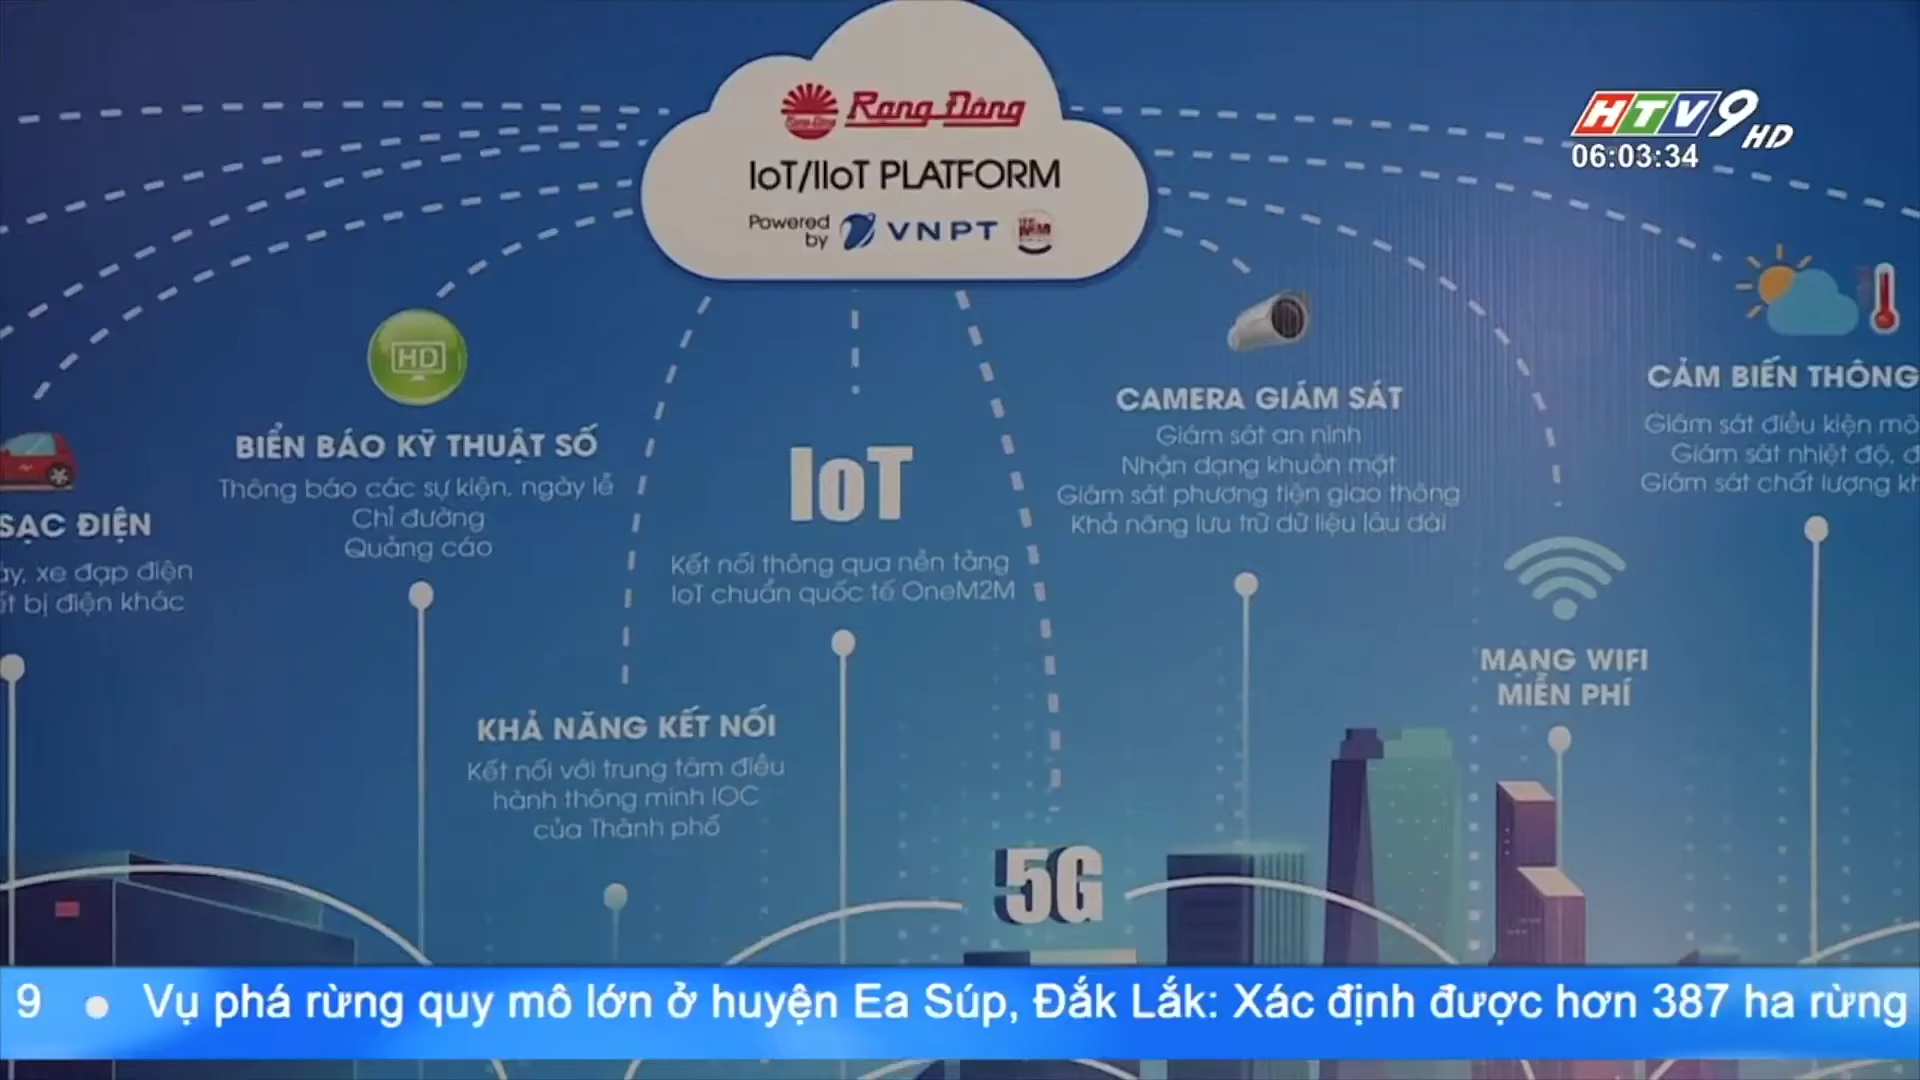 Rạng Đông
IoT/IIoT PLATFORM
Powered
by
VNPT
HTV9 HD
06:03:34
HD
BIỂN BÁO KỸ THUẬT SỐ
Thông báo các sự kiện, ngày lễ
Chỉ đường
Quảng cáo
SẠC ĐIỆN
xe đạp điện
bị điện khác
IoT
Kết nối thông qua nền tảng
IoT chuẩn quốc tế OneM2M
CAMERA GIÁM SÁT
Giám sát an ninh
Nhận dạng khuôn mặt
Giám sát phương tiện giao thông
Khả năng lưu trữ dữ liệu lâu dài
CẢM BIẾN THÔNG
Giám sát điều kiện mô
Giám sát nhiệt độ, đ
Giám sát chất lượng kh
MẠNG WIFI
MIỄN PHÍ
KHẢ NĂNG KẾT NỐI
Kết nối với trung tâm điều
hành thông minh IOC
của Thành phố
5G
9 • Vụ phá rừng quy mô lớn ở huyện Ea Súp, Đắk Lắk: Xác định được hơn 387 ha rừng